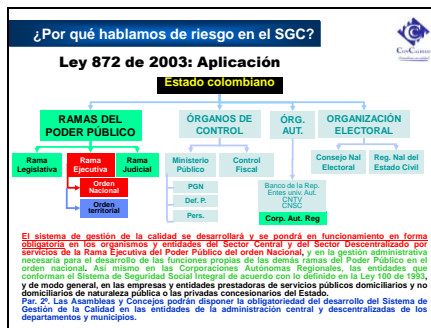 ¿Por qué hablamos de riesgo en el SGC?
Ley 872 de 2003: Aplicación
Estado colombiano
RAMAS DEL
PODER PÚBLICO
ÓRGANOS DE
CONTROL
ÓRG.
AUT.
ORGANIZACIÓN
ELECTORAL
Rama
Legislativa
Rama
Ejecutiva
Rama
Judicial
Ministerio
Público
Control
Fiscal
Consejo Nal
Electoral
Reg. Nal del
Estado Civil
Orden
Nacional
Orden
territorial
PGN
Def. P.
Pers.
Banco de la Rep.
Entes univ. Aut.
CNTV
CNSC
Corp. Aut. Reg
El sistema de gestión de la calidad se desarrollará y se pondrá en funcionamiento en forma
obligatoria en los organismos y entidades del Sector Central y del Sector Descentralizado por
servicios de la Rama Ejecutiva del Poder Público del orden Nacional, y en la gestión administrativa
necesaria para el desarrollo de las funciones propias de las demás ramas del Poder Público en el
orden nacional. Así mismo en las Corporaciones Autónomas Regionales, las entidades que
conforman el Sistema de Seguridad Social Integral de acuerdo con lo definido en la Ley 100 de 1993,
y de modo general, en las empresas y entidades prestadoras de servicios públicos domiciliarios y no
domiciliarios de naturaleza pública o las privadas concesionarios del Estado.
Par. 2º. Las Asambleas y Concejos podrán disponer la obligatoriedad del desarrollo del Sistema de
Gestión de la Calidad en las entidades de la administración central y descentralizadas de los
departamentos y municipios.